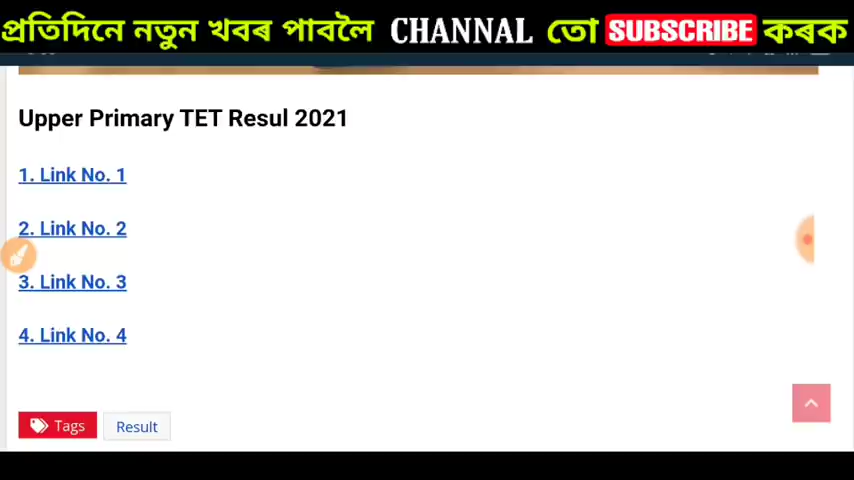 প্ৰতিদিনে নতুন খবৰ পাবলৈ CHANNAL তো SUBSCRIBE কৰক
Upper Primary TET Resul 2021
1. Link No. 1
2. Link No. 2
3. Link No. 3
4. Link No. 4
Tags Result